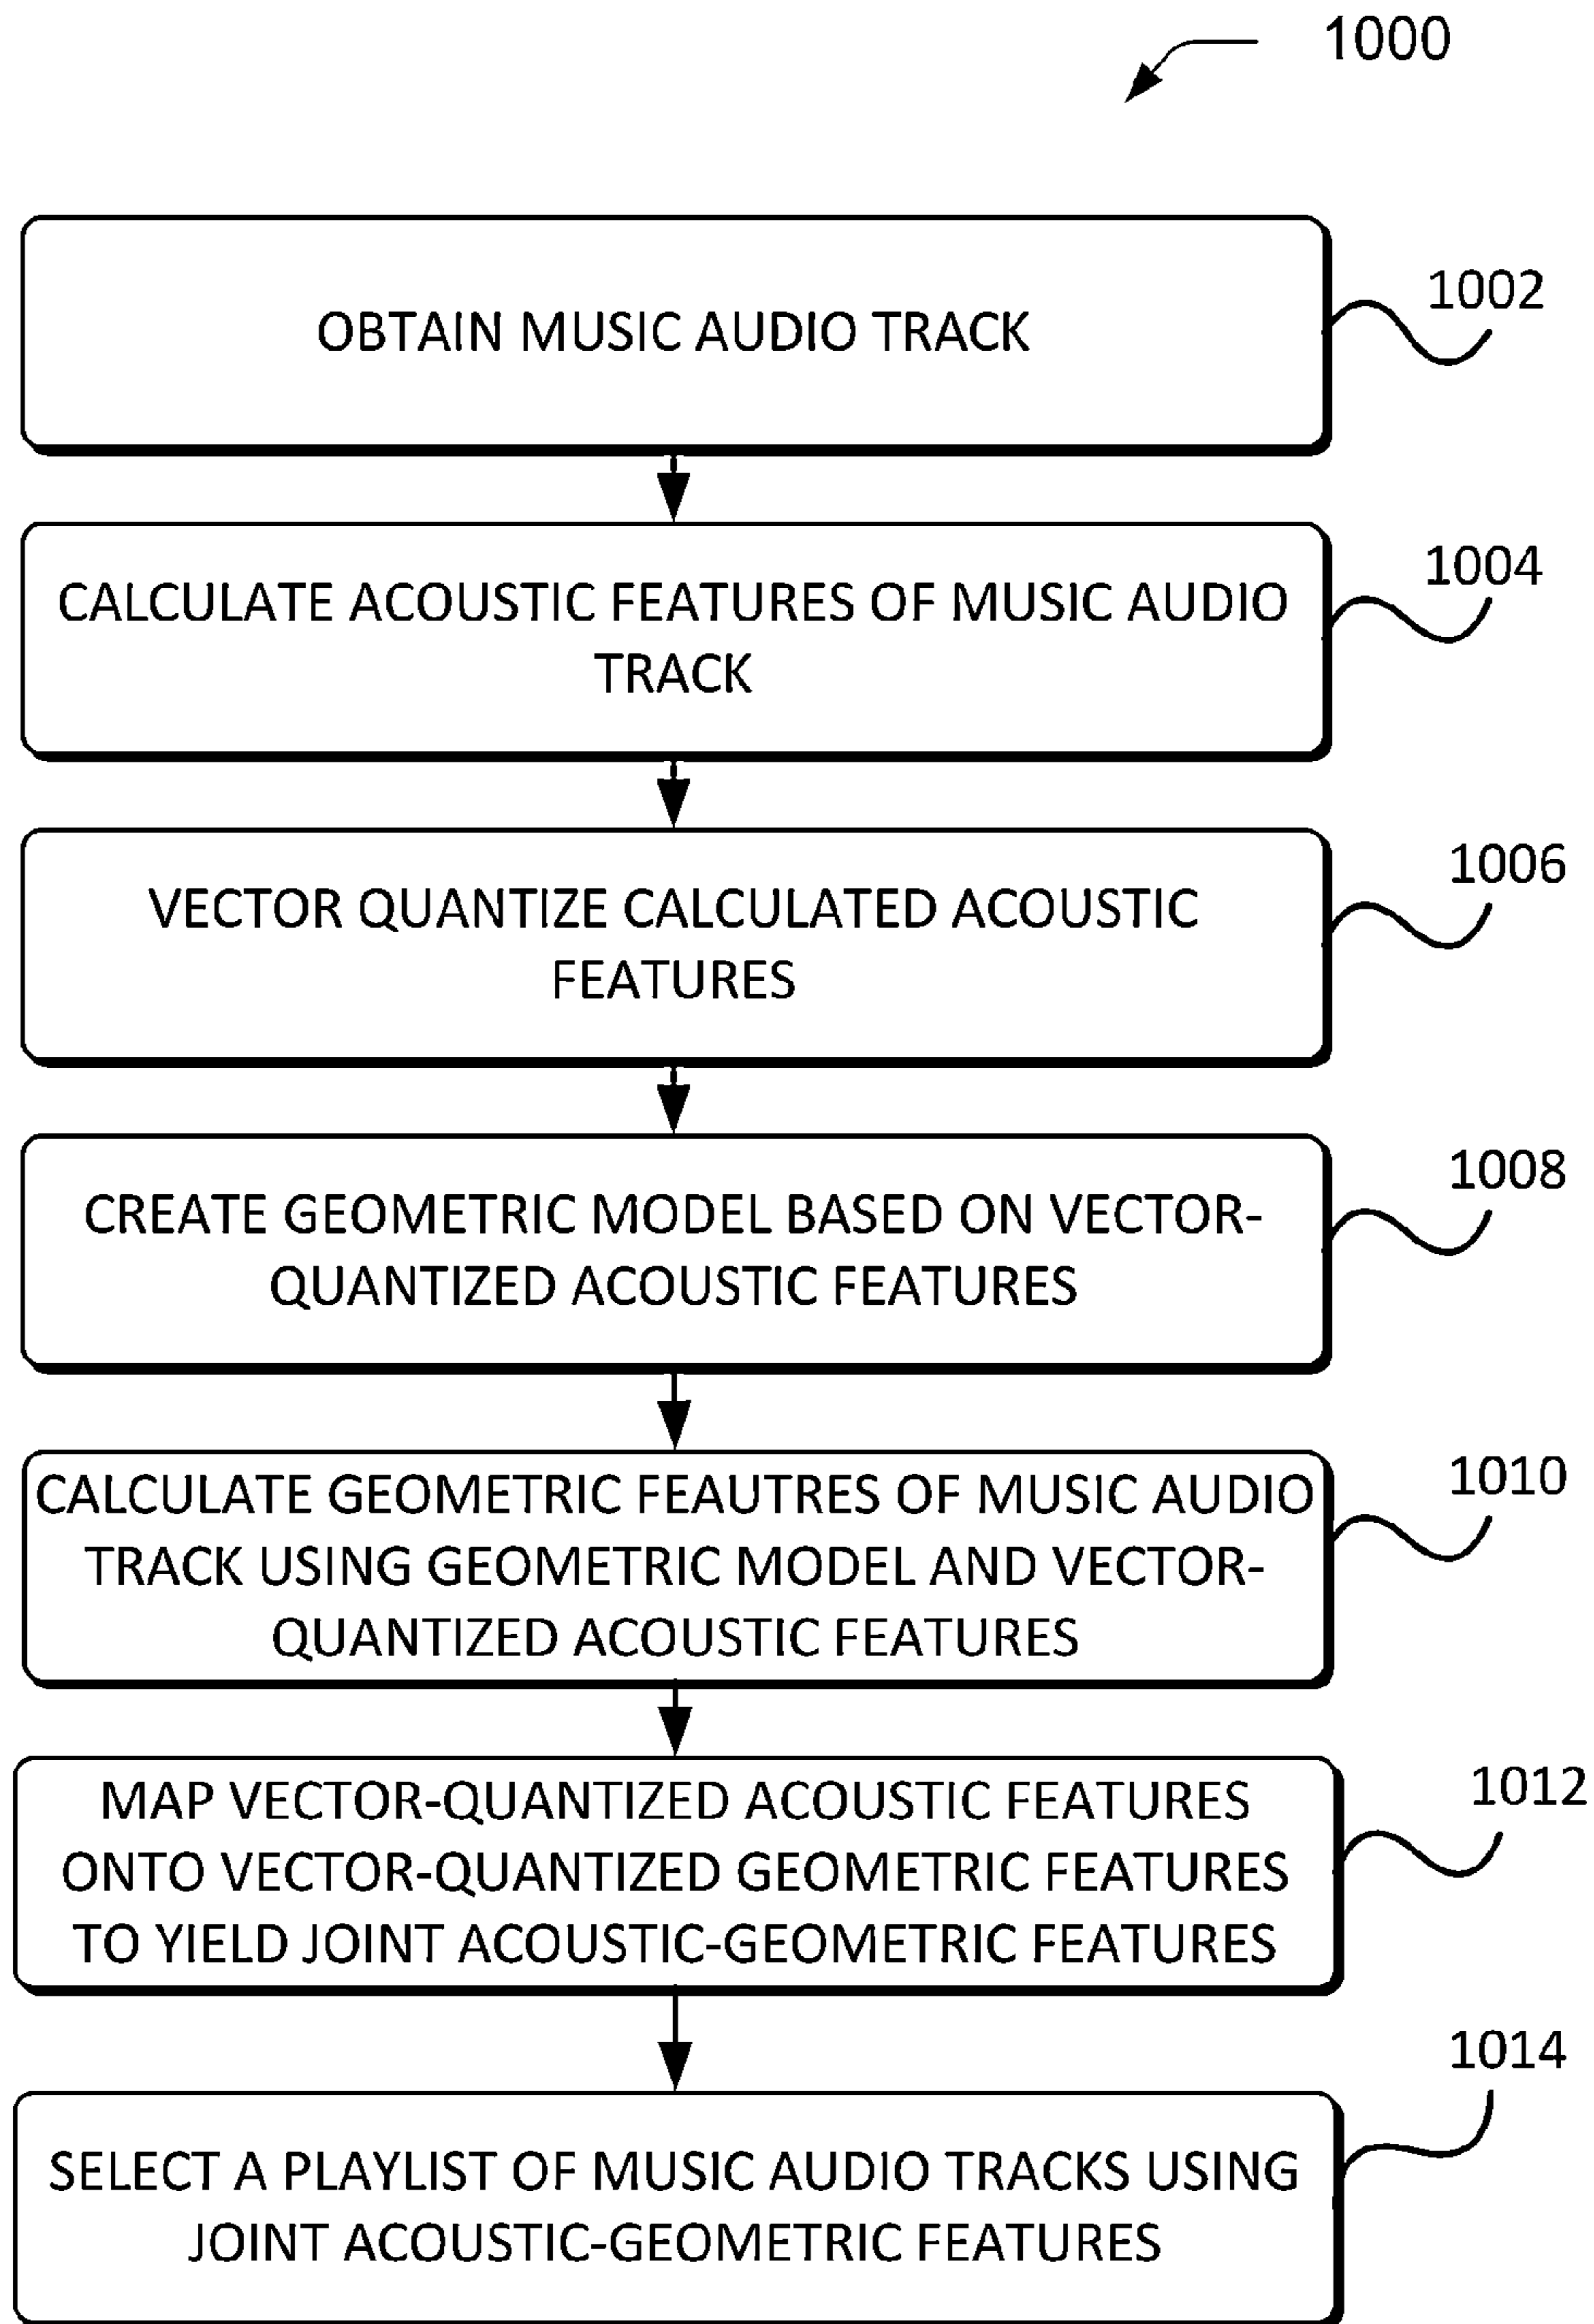 1000
OBTAIN MUSIC AUDIO TRACK
1002
CALCULATE ACOUSTIC FEATURES OF MUSIC AUDIO
TRACK
1004
VECTOR QUANTIZE CALCULATED ACOUSTIC
FEATURES
1006
CREATE GEOMETRIC MODEL BASED ON VECTOR-
QUANTIZED ACOUSTIC FEATURES
1008
CALCULATE GEOMETRIC FEAUTRES OF MUSIC AUDIO
TRACK USING GEOMETRIC MODEL AND VECTOR-
QUANTIZED ACOUSTIC FEATURES
1010
MAP VECTOR-QUANTIZED ACOUSTIC FEATURES
ONTO VECTOR-QUANTIZED GEOMETRIC FEATURES
TO YIELD JOINT ACOUSTIC-GEOMETRIC FEATURES
1012
SELECT A PLAYLIST OF MUSIC AUDIO TRACKS USING
JOINT ACOUSTIC-GEOMETRIC FEATURES
1014